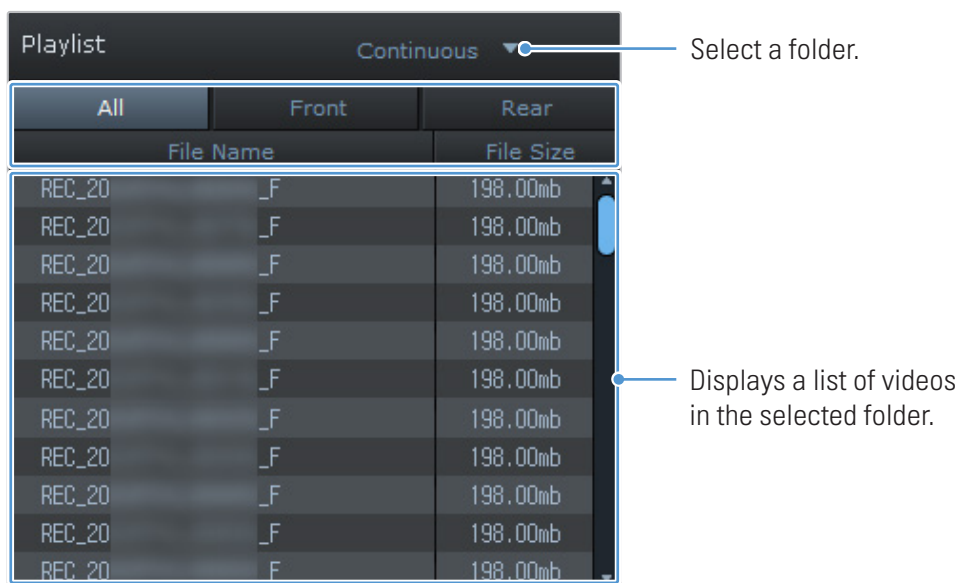 Playlist Continuous Select a folder.
All Front Rear
File Name File Size
REC_20 _F 198.00mb
REC_20 _F 198.00mb
REC_20 _F 198.00mb
REC_20 _F 198.00mb
REC_20 _F 198.00mb
REC_20 _F 198.00mb
REC_20 _F 198.00mb
REC_20 _F 198.00mb
REC_20 _F 198.00mb
REC_20 _F 198.00mb
REC_20 _F 198.00mb
Displays a list of videos
in the selected folder.